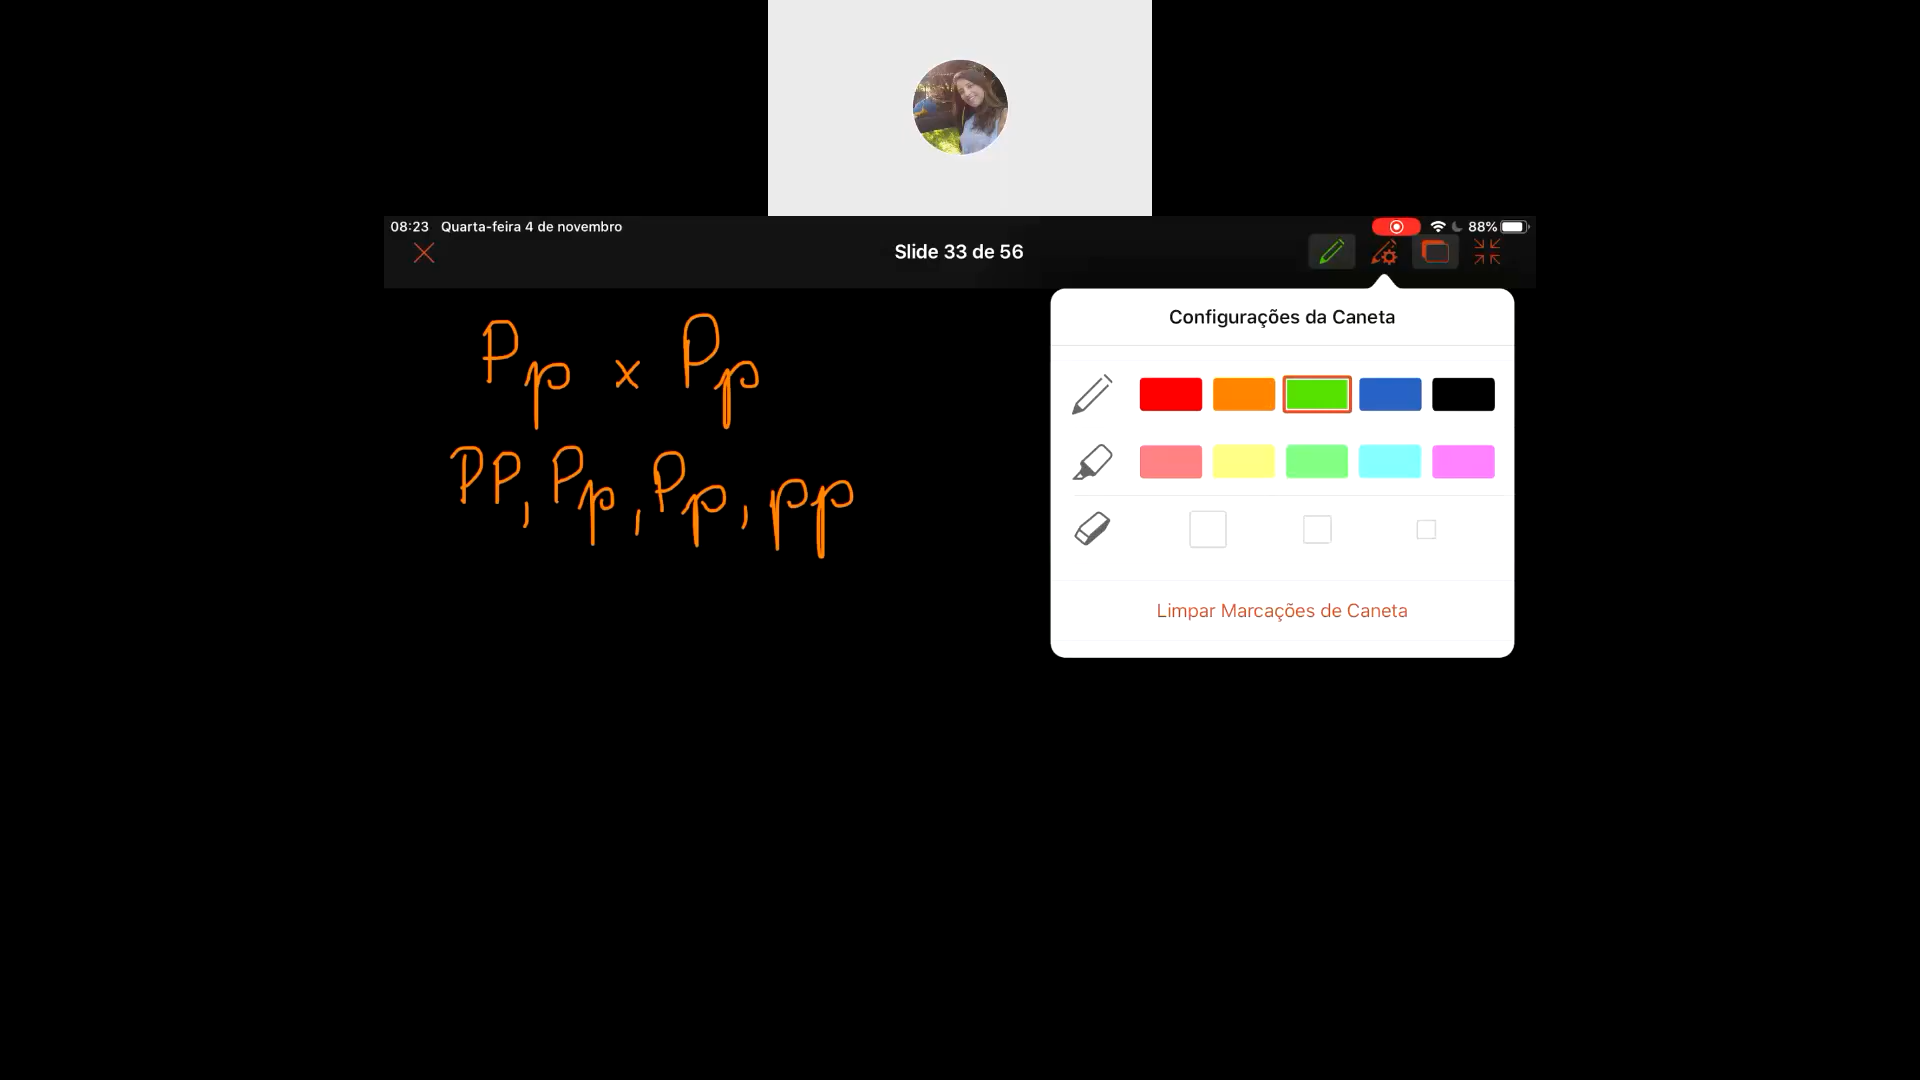 08:23 Quarta-feira 4 de novembro 88%
Slide 33 de 56
Configurações da Caneta
Pp x Pp
PP, Pp, Pp, pp
Limpar Marcações de Caneta